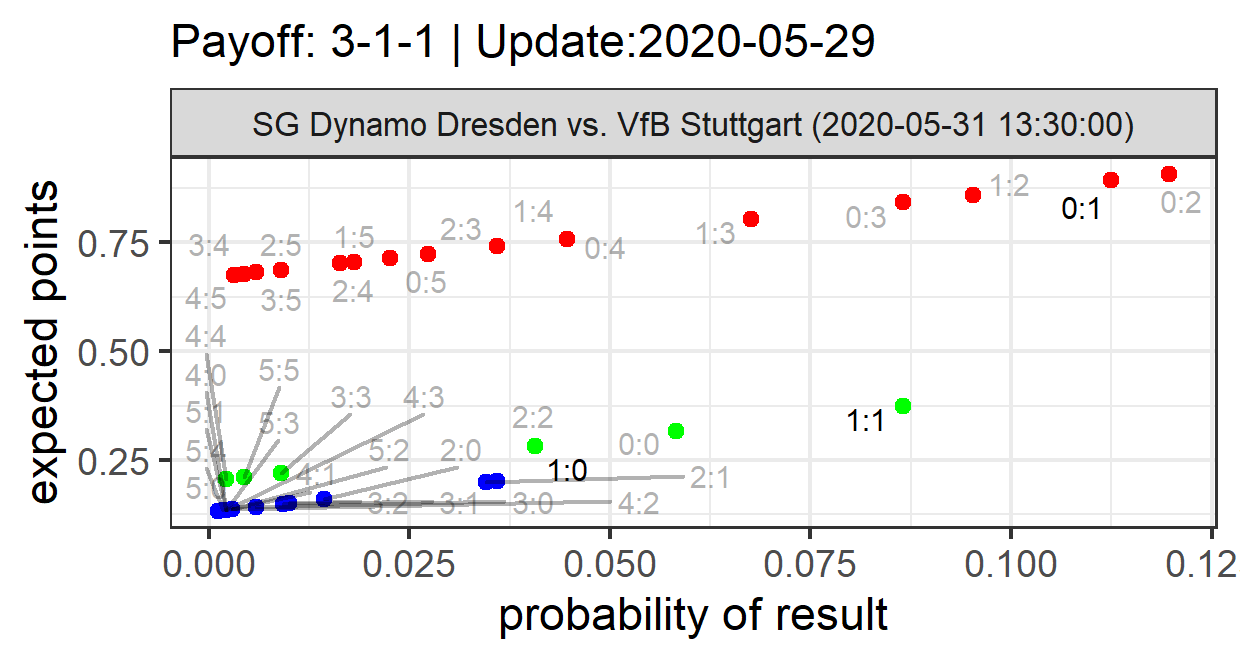 Payoff: 3-1-1 | Update:2020-05-29
SG Dynamo Dresden vs. VfB Stuttgart (2020-05-31 13:30:00)
expected points
0.75
0.50
0.25
3:4 2:5 1:5 2:3 1:4 0:4 1:3 0:3 1:2 0:1 0:2
4:5 3:5 2:4 0:5
4:4
4:0 5:5
3:3 4:3
5:1 5:3 2:2 0:0 1:1
4:1 5:2 2:0 1:0 2:1
3:2 3:1 3:0 4:2
0.000 0.025 0.050 0.075 0.100 0.12
probability of result